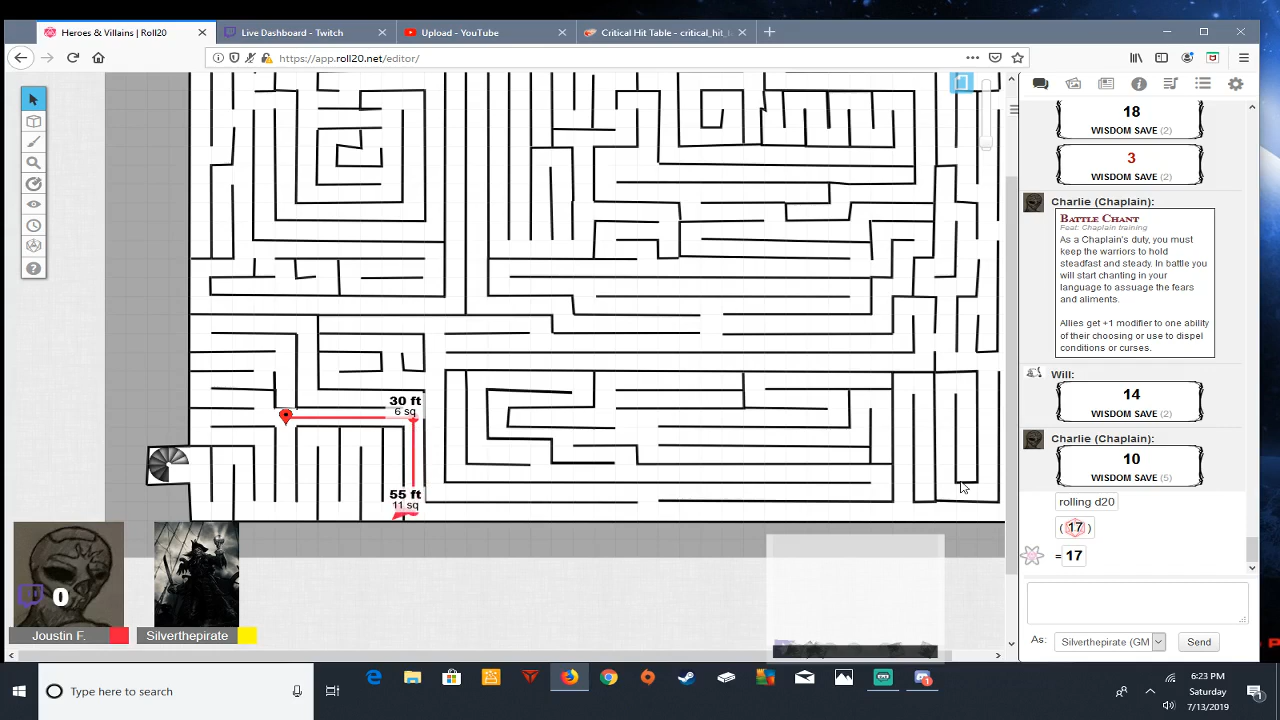 Heroes & Villains | Roll20
Live Dashboard - Twitch
Upload - YouTube
Critical Hit Table - critical_hit_
https://app.roll20.net/editor/
18
WISDOM SAVE (2)
3
WISDOM SAVE (2)
Charlie (Chaplain):
BATTLE CHANT
Feat: Chaplain training
As a Chaplain's duty, you must
keep the warriors to hold
steadfast and steady. In battle you
will start chanting in your
language to assuage the fears
and aliments.
Allies get +1 modifier to one ability
of their choosing or use to dispel
conditions or curses.
Will:
14
WISDOM SAVE (2)
Charlie (Chaplain):
10
WISDOM SAVE (5)
rolling d20
(17)
= 17
30 ft
6 sq
55 ft
11 sq
0
Joustin F.
Silverthepirate
As:
Silverthepirate (GM
Send
Type here to search
6:23 PM
Saturday
7/13/2019
1
1